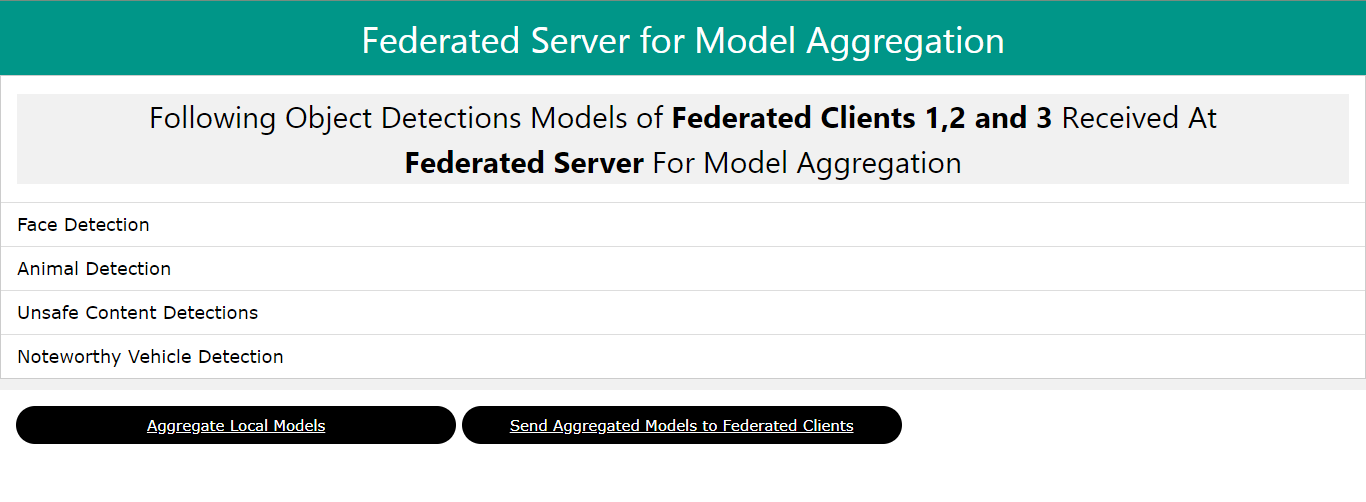 Federated Server for Model Aggregation
Following Object Detections Models of Federated Clients 1,2 and 3 Received At
Federated Server For Model Aggregation
Face Detection
Animal Detection
Unsafe Content Detections
Noteworthy Vehicle Detection
Aggregate Local Models
Send Aggregated Models to Federated Clients